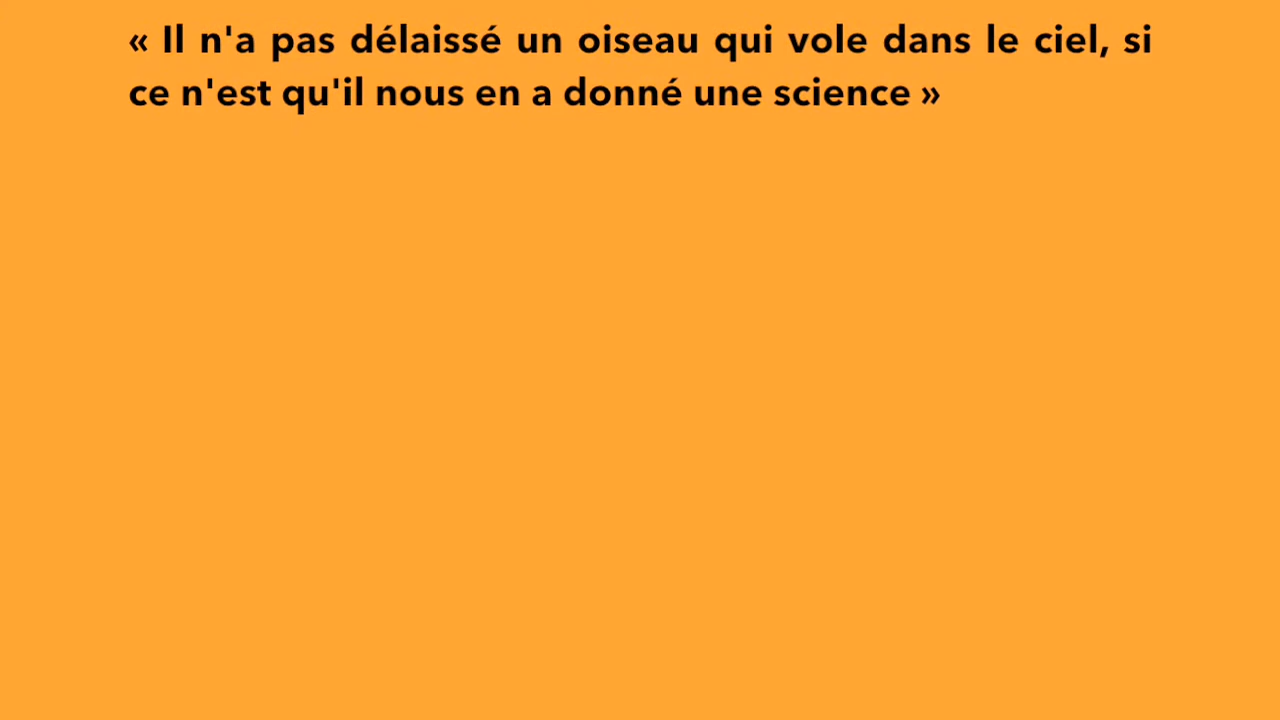 « Il n'a pas délaissé un oiseau qui vole dans le ciel, si
ce n'est qu'il nous en a donné une science »